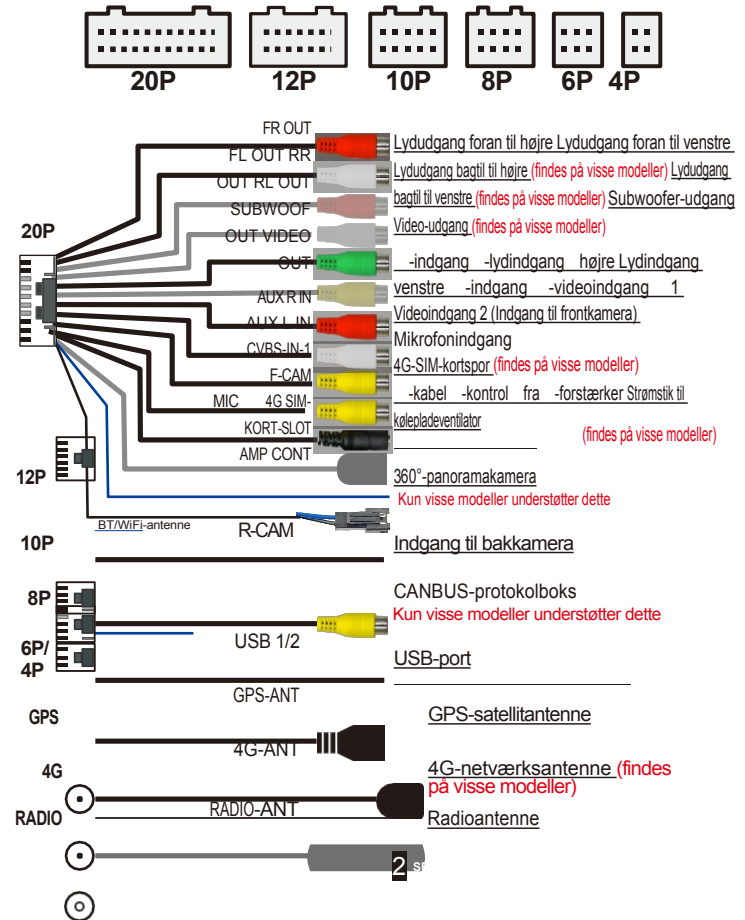 20P 12P 10P 8P 6P 4P
FR OUT
FL OUT RR
OUT RL OUT
SUBWOOF
OUT VIDEO
OUT
AUX R IN
AUX L IN
CVBS-IN-1
F-CAM
MIC 4G SIM-
KORT-SLOT
AMP CONT
20P
12P
Lydudgang foran til højre Lydudgang foran til venstre
Lydudgang bagtil til højre (findes på visse modeller) Lydudgang
bagtil til venstre (findes på visse modeller) Subwoofer-udgang
Video-udgang (findes på visse modeller)
-indgang -lydindgang højre Lydindgang
venstre -indgang -videoindgang 1
Videoindgang 2 (Indgang til frontkamera)
Mikrofonindgang
4G-SIM-kortspor (findes på visse modeller)
-kabel -kontrol fra -forstærker Strømstik til
kølepladeventilator
(findes på visse modeller)
360°-panoramakamera
Kun visse modeller understøtter dette
BT/WiFi-antenne
R-CAM
10P
Indgang til bakkamera
8P
CANBUS-protokolboks
Kun visse modeller understøtter dette
USB 1/2
6P/
4P
USB-port
GPS-ANT
GPS
GPS-satellitantenne
4G-ANT
4G
4G-netværksantenne (findes
på visse modeller)
RADIO
RADIO-ANT
Radioantenne
2